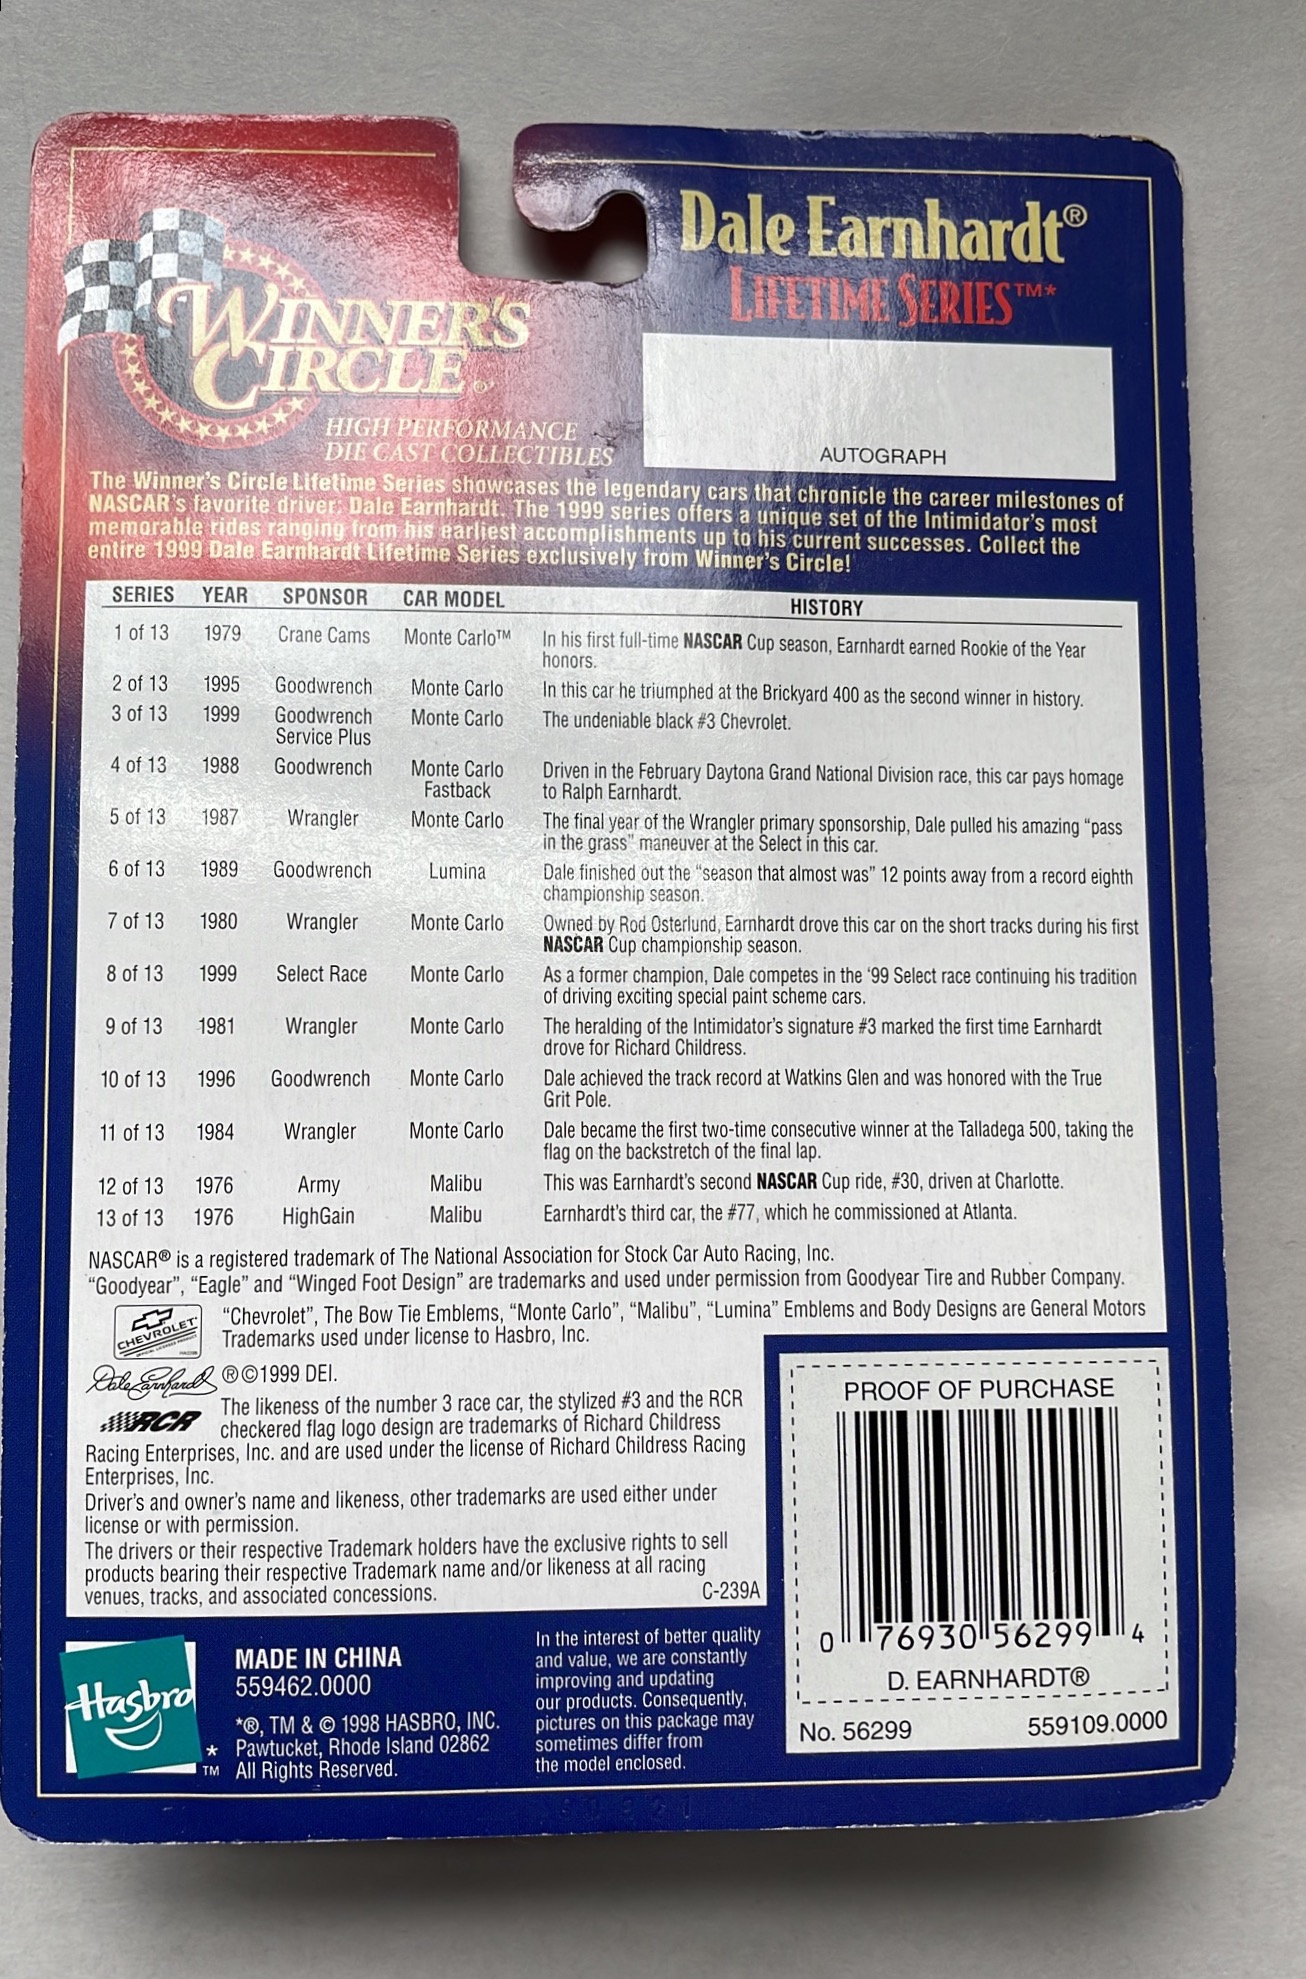 WINNER'S
CIRCLE®
HIGH PERFORMANCE
DIE CAST COLLECTIBLES
Dale Earnhardt®
LIFETIME SERIES™*
AUTOGRAPH
The Winner's Circle Lifetime Series showcases the legendary cars that chronicle the career milestones of
NASCAR's favorite driver: Dale Earnhardt. The 1999 series offers a unique set of the Intimidator's most
memorable rides ranging from his earliest accomplishments up to his current successes. Collect the
entire 1999 Dale Earnhardt Lifetime Series exclusively from Winner's Circle!
SERIES YEAR SPONSOR CAR MODEL HISTORY
1 of 13 1979 Crane Cams Monte Carlo™ In his first full-time NASCAR Cup season, Earnhardt earned Rookie of the Year
honors.
2 of 13 1995 Goodwrench Monte Carlo In this car he triumphed at the Brickyard 400 as the second winner in history.
3 of 13 1999 Goodwrench Monte Carlo The undeniable black #3 Chevrolet.
Service Plus
4 of 13 1988 Goodwrench Monte Carlo Driven in the February Daytona Grand National Division race, this car pays homage
Fastback to Ralph Earnhardt.
5 of 13 1987 Wrangler Monte Carlo The final year of the Wrangler primary sponsorship, Dale pulled his amazing "pass
in the grass" maneuver at the Select in this car.
6 of 13 1989 Goodwrench Lumina Dale finished out the "season that almost was" 12 points away from a record eighth
championship season.
7 of 13 1980 Wrangler Monte Carlo Owned by Rod Osterlund, Earnhardt drove this car on the short tracks during his first
NASCAR Cup championship season.
8 of 13 1999 Select Race Monte Carlo As a former champion, Dale competes in the '99 Select race continuing his tradition
of driving exciting special paint scheme cars.
9 of 13 1981 Wrangler Monte Carlo The heralding of the Intimidator's signature #3 marked the first time Earnhardt
drove for Richard Childress.
10 of 13 1996 Goodwrench Monte Carlo Dale achieved the track record at Watkins Glen and was honored with the True
Grit Pole.
11 of 13 1984 Wrangler Monte Carlo Dale became the first two-time consecutive winner at the Talladega 500, taking the
flag on the backstretch of the final lap.
12 of 13 1976 Army Malibu This was Earnhardt's second NASCAR Cup ride, #30, driven at Charlotte.
13 of 13 1976 HighGain Malibu Earnhardt's third car, the #77, which he commissioned at Atlanta.
NASCAR® is a registered trademark of The National Association for Stock Car Auto Racing, Inc.
"Goodyear", "Eagle" and "Winged Foot Design" are trademarks and used under permission from Goodyear Tire and Rubber Company.
CHEVROLET
"Chevrolet", The Bow Tie Emblems, "Monte Carlo", "Malibu", "Lumina" Emblems and Body Designs are General Motors
Trademarks used under license to Hasbro, Inc.
Dale Earnhardt ®©1999 DEI.
RCR
The likeness of the number 3 race car, the stylized #3 and the RCR
checkered flag logo design are trademarks of Richard Childress
Racing Enterprises, Inc. and are used under the license of Richard Childress Racing
Enterprises, Inc.
Driver's and owner's name and likeness, other trademarks are used either under
license or with permission.
The drivers or their respective Trademark holders have the exclusive rights to sell
products bearing their respective Trademark name and/or likeness at all racing
venues, tracks, and associated concessions. C-239A
PROOF OF PURCHASE
0 76930 56299 4
D. EARNHARDT®
No. 56299 559109.0000
Hasbro
* TM
MADE IN CHINA
559462.0000
*®, TM & © 1998 HASBRO, INC.
Pawtucket, Rhode Island 02862
All Rights Reserved.
In the interest of better quality
and value, we are constantly
improving and updating
our products. Consequently,
pictures on this package may
sometimes differ from
the model enclosed.